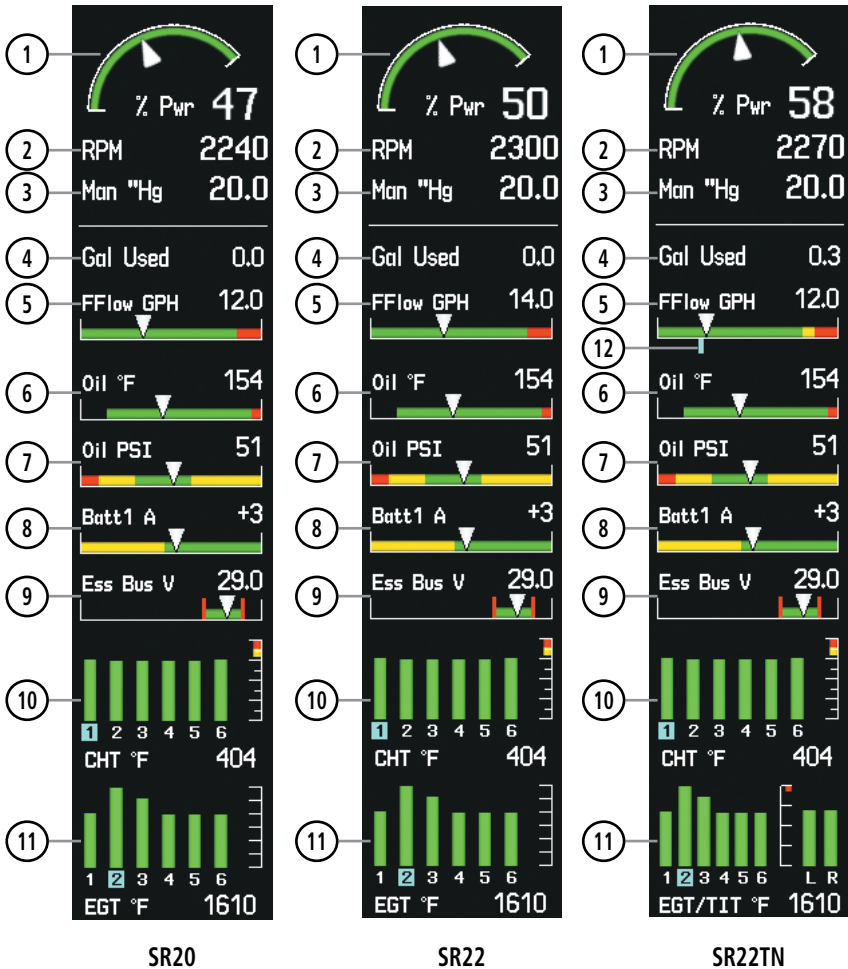 1 % Pwr 47
2 RPM 2240
3 Man "Hg 20.0
4 Gal Used 0.0
5 FFlow GPH 12.0
6 Oil °F 154
7 Oil PSI 51
8 Batt1 A +3
9 Ess Bus V 29.0
10
1 2 3 4 5 6
CHT °F 404
11
1 2 3 4 5 6
EGT °F 1610
SR20
1 % Pwr 50
2 RPM 2300
3 Man "Hg 20.0
4 Gal Used 0.0
5 FFlow GPH 14.0
6 Oil °F 154
7 Oil PSI 51
8 Batt1 A +3
9 Ess Bus V 29.0
10
1 2 3 4 5 6
CHT °F 404
11
1 2 3 4 5 6
EGT °F 1610
SR22
1 % Pwr 58
2 RPM 2270
3 Man "Hg 20.0
4 Gal Used 0.3
5 FFlow GPH 12.0
12
6 Oil °F 154
7 Oil PSI 51
8 Batt1 A +3
9 Ess Bus V 29.0
10
1 2 3 4 5 6
CHT °F 404
11
1 2 3 4 5 6 L R
EGT/TIT °F 1610
SR22TN